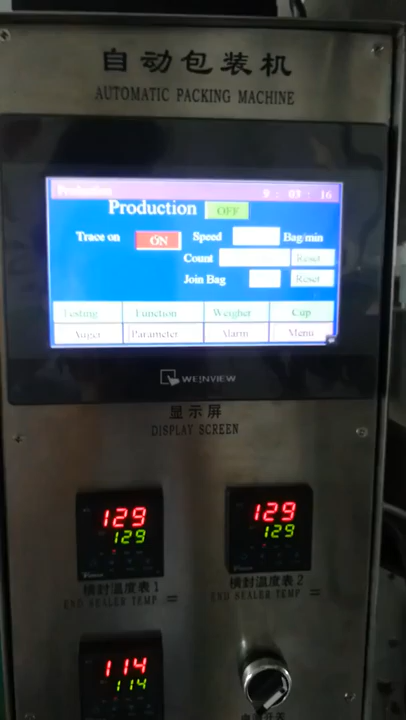 自动包装机
AUTOMATIC PACKING MACHINE
Production 9 : 03 : 16
Production OFF
Trace on ON Speed Bag/min
Count Reset
Join Bag Reset
Testing Function Weigher Cup
Auger Parameter Alarm Menu
WEINVIEW
显示屏
DISPLAY SCREEN
129 129
129 129
横封温度表1 横封温度表2
END SEALER TEMP END SEALER TEMP
114
114